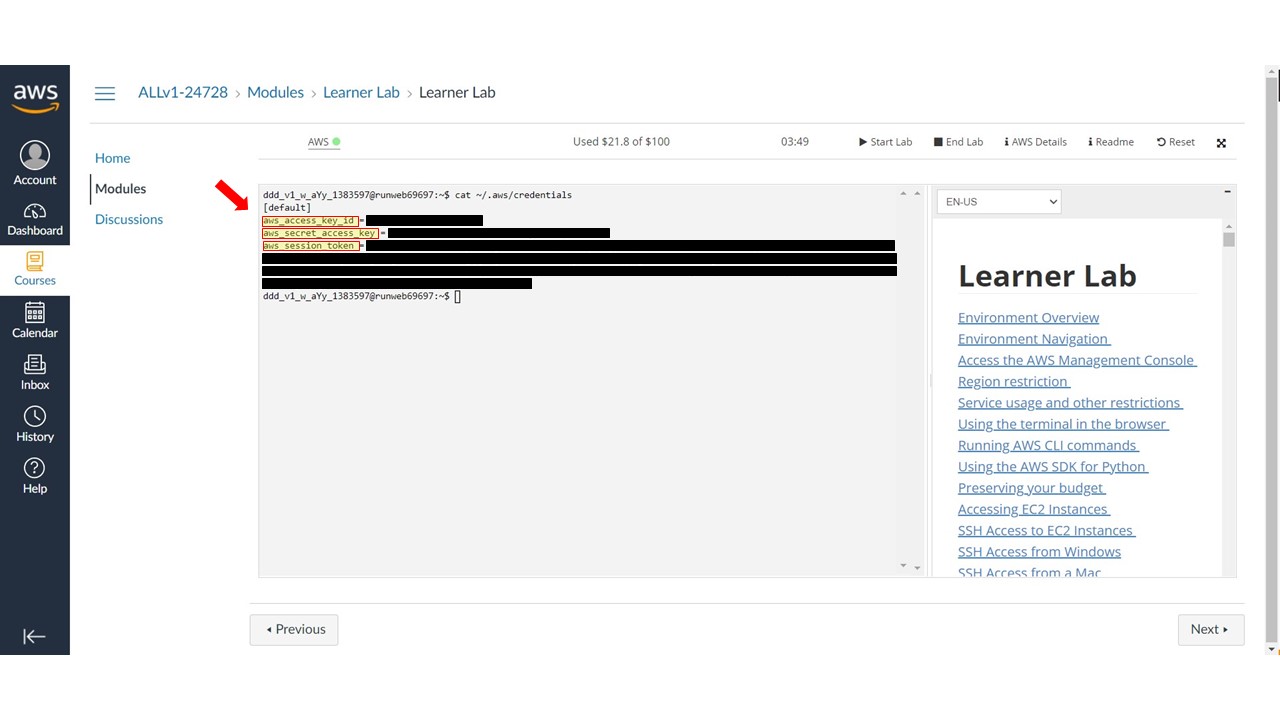 aws
ALLv1-24728 › Modules › Learner Lab › Learner Lab
AWS
Used $21.8 of $100
03:49
Start Lab
End Lab
AWS Details
Readme
Reset
Account
Dashboard
Courses
Calendar
Inbox
History
Help
Home
Modules
Discussions
ddd_v1_w_aYy_1383597@runweb69697:~$ cat ~/.aws/credentials
[default]
aws_access_key_id =
aws_secret_access_key =
aws_session_token =
ddd_v1_w_aYy_1383597@runweb69697:~$
EN-US
Learner Lab
Environment Overview
Environment Navigation
Access the AWS Management Console
Region restriction
Service usage and other restrictions
Using the terminal in the browser
Running AWS CLI commands
Using the AWS SDK for Python
Preserving your budget
Accessing EC2 Instances
SSH Access to EC2 Instances
SSH Access from Windows
SSH Access from a Mac
Previous
Next